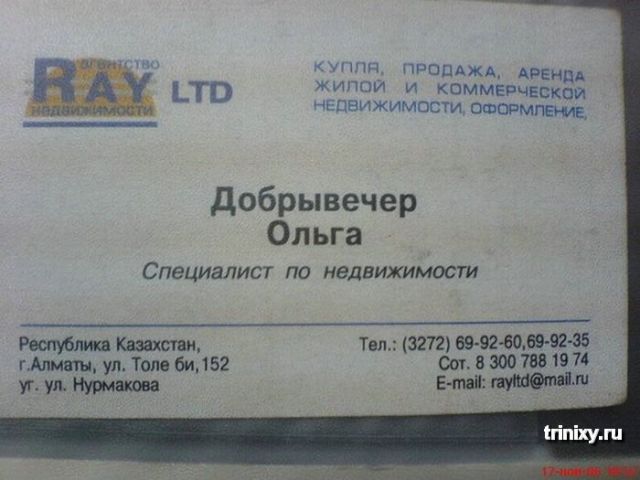 агентство
RAY LTD
недвижимости
КУПЛЯ, ПРОДАЖА, АРЕНДА
ЖИЛОЙ И КОММЕРЧЕСКОЙ
НЕДВИЖИМОСТИ, ОФОРМЛЕНИЕ,
Добрывечер
Ольга
Специалист по недвижимости
Республика Казахстан,
г.Алматы, ул. Толе би,152
уг. ул. Нурмакова
Тел.: (3272) 69-92-60,69-92-35
Сот. 8 300 788 19 74
E-mail: rayltd@mail.ru
trinixy.ru